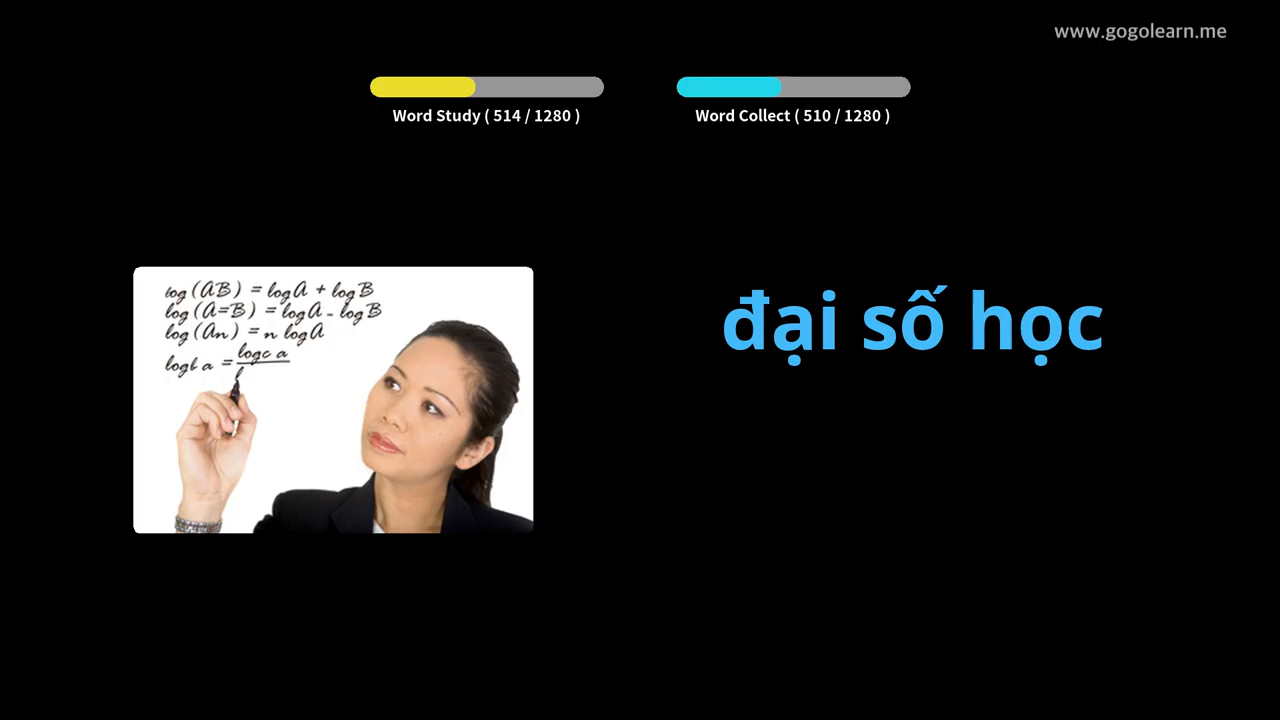 www.gogolearn.me
Word Study ( 514 / 1280 )
Word Collect ( 510 / 1280 )
log (AB) = log A + log B
log (A=B) = log A - log B
log (An) = n log A
logb a = logc a
đại số học